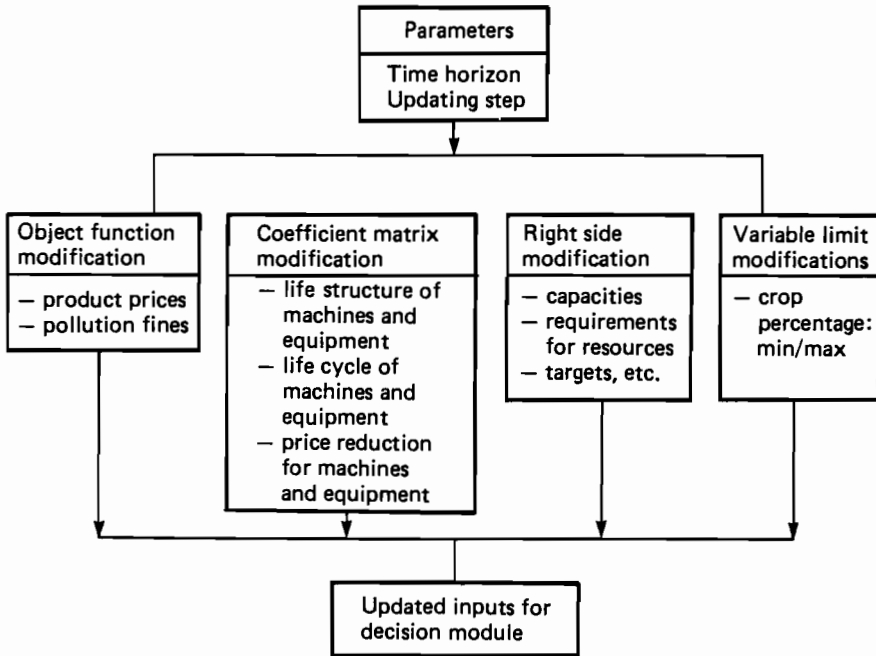 Parameters
Time horizon
Updating step
Object function
modification
— product prices
— pollution fines
Coefficient matrix
modification
— life structure of
machines and
equipment
— life cycle of
machines and
equipment
— price reduction
for machines
and equipment
Right side
modification
— capacities
— requirements
for resources
— targets, etc.
Variable limit
modifications
— crop
percentage:
min/max
Updated inputs for
decision module